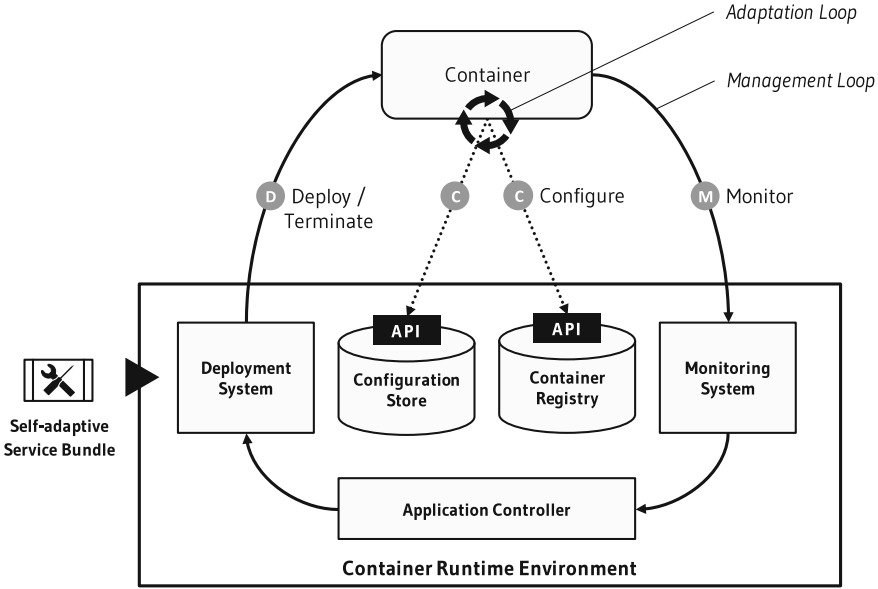 Adaptation Loop
Container
Management Loop
D Deploy /
Terminate
C
C Configure
M Monitor
API
API
Deployment
System
Configuration
Store
Container
Registry
Monitoring
System
Self-adaptive
Service Bundle
Application Controller
Container Runtime Environment